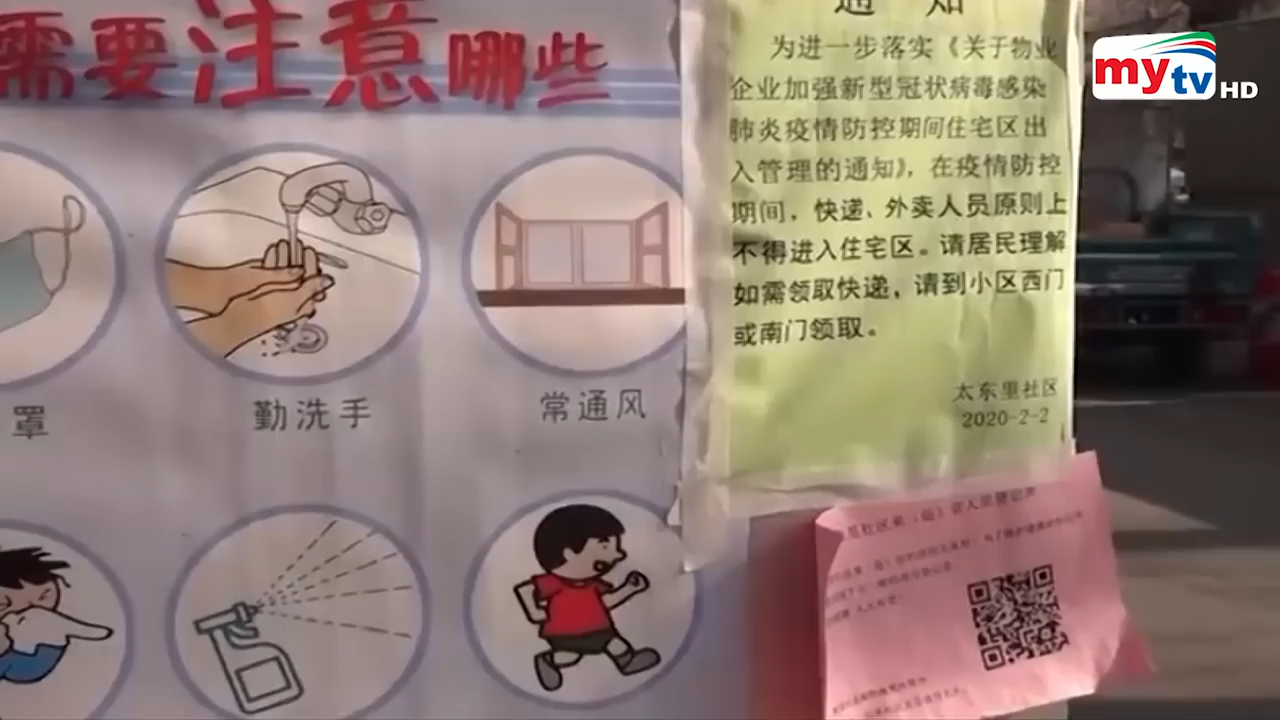 需要注意哪些
罩
勤洗手
常通风
通 知
为进一步落实《关于物业
企业加强新型冠状病毒感染
肺炎疫情防控期间住宅区出
入管理的通知》，在疫情防控
期间，快递、外卖人员原则上
不得进入住宅区。请居民理解
如需领取快递，请到小区西门
或南门领取。
太东里社区
2020-2-2
mytv HD